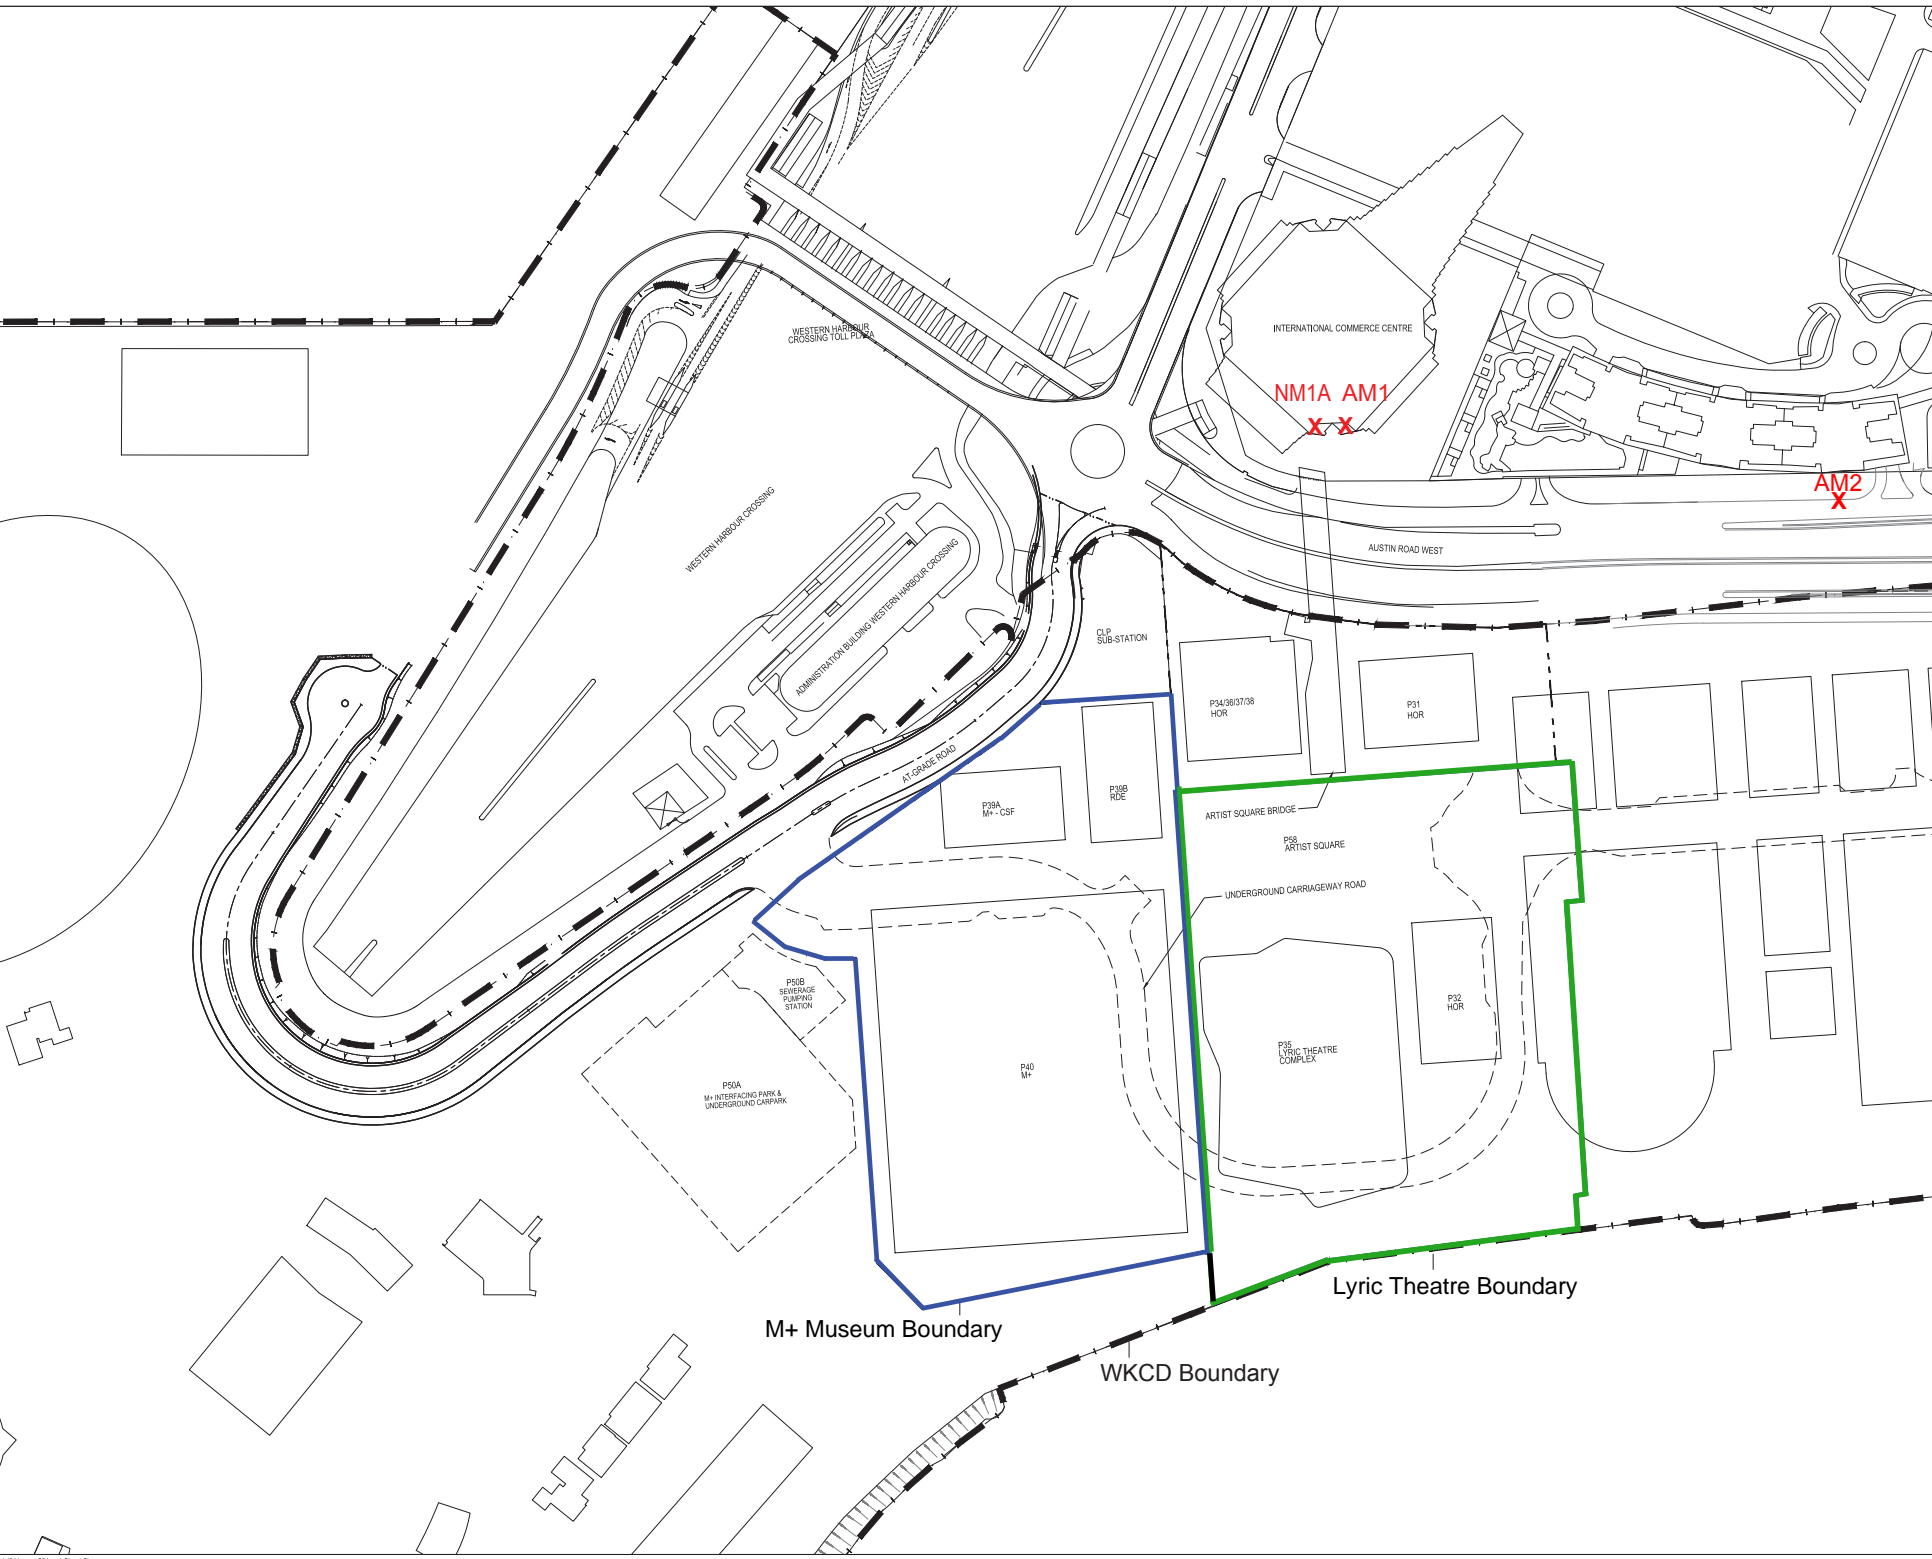 WESTERN HARBOUR
CROSSING TOLL PLAZA
INTERNATIONAL COMMERCE CENTRE
NM1A AM1
X X
AM2
X
WESTERN HARBOUR CROSSING
ADMINISTRATION BUILDING WESTERN HARBOUR CROSSING
AUSTIN ROAD WEST
CLP
SUB-STATION
P34/36/37/38
HOR
P31
HOR
AT-GRADE ROAD
P39A
M+ - CSF
P39B
RDE
ARTIST SQUARE BRIDGE
P58
ARTIST SQUARE
UNDERGROUND CARRIAGEWAY ROAD
P50B
SEWERAGE
PUMPING
STATION
P32
HOR
P35
LYRIC THEATRE
COMPLEX
P40
M+
P50A
M+ INTERFACING PARK &
UNDERGROUND CARPARK
Lyric Theatre Boundary
M+ Museum Boundary
WKCD Boundary